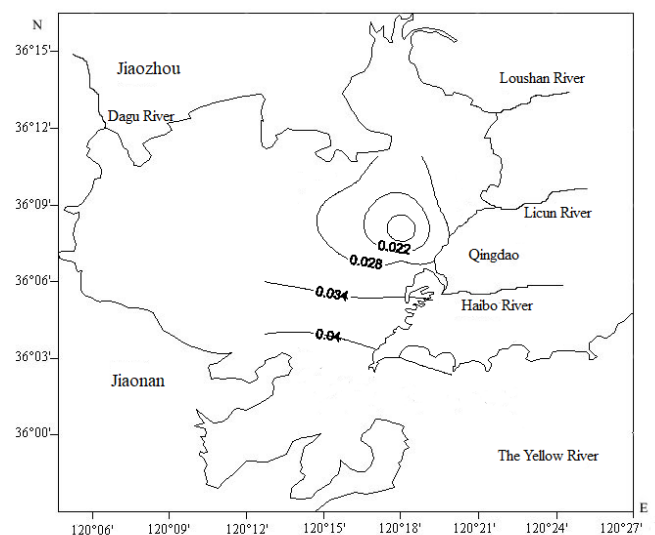 N
36°15'
Jiaozhou
Loushan River
36°12'
Dagu River
36°09'
Licun River
0.022
Qingdao
0.028
36°06'
0.034
Haibo River
0.04
36°03'
Jiaonan
36°00'
The Yellow River
E
120°06' 120°09' 120°12' 120°15' 120°18' 120°21' 120°24' 120°27'